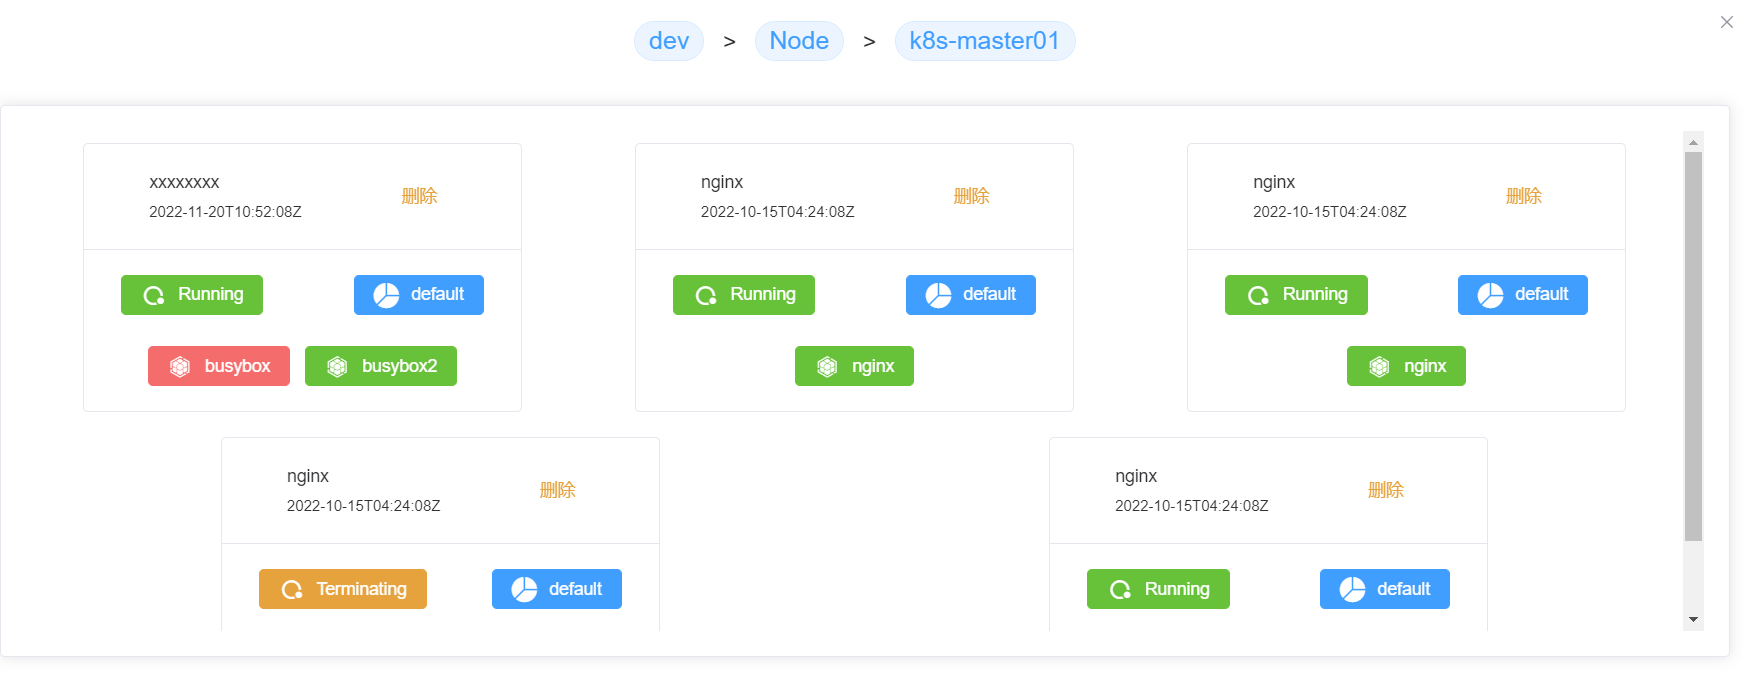 dev > Node > k8s-master01
xxxxxxxx
2022-11-20T10:52:08Z
删除
Running
default
busybox
busybox2
nginx
2022-10-15T04:24:08Z
删除
Running
default
nginx
nginx
2022-10-15T04:24:08Z
删除
Running
default
nginx
nginx
2022-10-15T04:24:08Z
删除
Terminating
default
nginx
2022-10-15T04:24:08Z
删除
Running
default